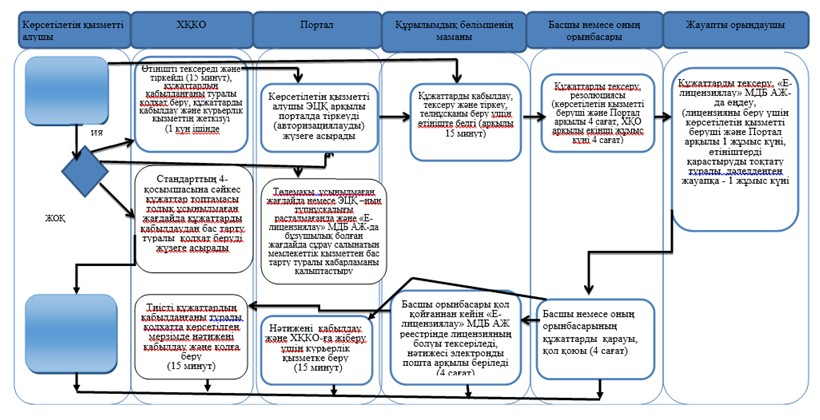 Көрсетілетін қызметті
алушы
ХҚКО
Портал
Құрылымдық бөлімшенің
маманы
Басшы немесе оның
орынбасары
Жауапты орындаушы
Өтінішті тексереді және
тіркейді (15 минут),
құжаттардың
қабылданғаны туралы
қолхат беру, құжаттарды
қабылдау және курьерлік
қызметтің жеткізуі
(1 күн ішінде
Көрсетілетін қызметті
алушы ЭЦҚ арқылы
порталда тіркеуді
(авторизациялауды)
жүзеге асырады
Құжаттарды қабылдау,
тексеру және тіркеу,
телнұсқаны беру үшін
өтінішке белгі (арқылы
15 минут)
Құжаттарды тексеру,
резолюциясы
(көрсетілетін қызметті
беруші және Портал
арқылы 4 сағат, ХҚО
арқылы екінші жұмыс
күні 4 сағат)
Құжаттарды тексеру, «Е-
лицензиялау» МДБ АЖ-
да өңдеу,
(лицензияны беру үшін
көрсетілетін қызметті
беруші және Портал
арқылы 1 жұмыс күні,
өтініштерді
қарастыруды тоқтату
туралы дәлелденген
жауапқа - 1 жұмыс күні
ИЯ
ЖОҚ
Стандарттың 4-
қосымшасына сәйкес
құжаттар топтамасы
толық ұсынылмаған
жағдайда құжаттарды
қабылдаудан бас тарту
туралы қолхат беруді
жүзеге асырады
Төлемақы ұсынылмаған
жағдайда немесе ЭЦҚ –ның
түпнұсқалығы
расталмағанда және «Е-
лицензиялау» МДБ АЖ-да
бұзушылық болған
жағдайда сұрау салынатын
мемлекеттік қызметтен бас
тарту туралы хабарламаны
қалыптастыру
Тиісті құжаттардың
қабылданғаны туралы
қолхатта көрсетілген
мерзімде нәтижені
қабылдау және қолға
беру
(15 минут)
Нәтижені қабылдау
және ХҚКО-ға жіберу
үшін курьерлік
қызметке беру
(15 минут)
Басшы орынбасары қол
қойғаннан кейін «Е-
лицензиялау» МДБ АЖ
реестрінде лицензияның
болуы тексеріледі,
нәтижесі электронды
пошта арқылы беріледі
(4 сағат)
Басшы немесе оның
орынбасарының
құжаттарды қарауы,
қол қоюы (4 сағат)